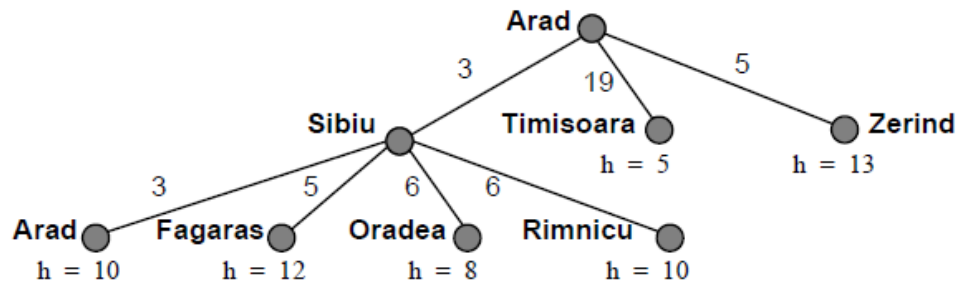 Arad
3
19
5
Sibiu
Timisoara
Zerind
h = 5
h = 13
3
5
6
6
Arad
Fagaras
Oradea
Rimnicu
h = 10
h = 12
h = 8
h = 10